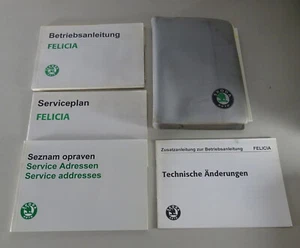 Betriebsanleitung
FELICIA
Serviceplan
FELICIA
Seznam opraven
Service Adressen
Service addresses
Zusatzanleitung zur Betriebsanleitung FELICIA
Technische Änderungen